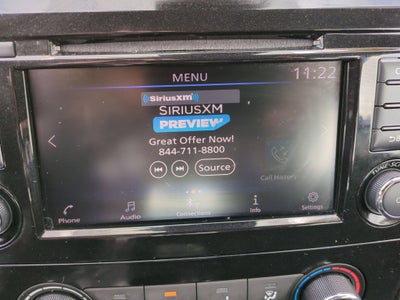 MENU
11:22
((SiriusXM))
SIRIUSXM
PREVIEW
Great Offer Now!
844-711-8800
Source
Call History
Phone
Audio
Connections
Info
Settings